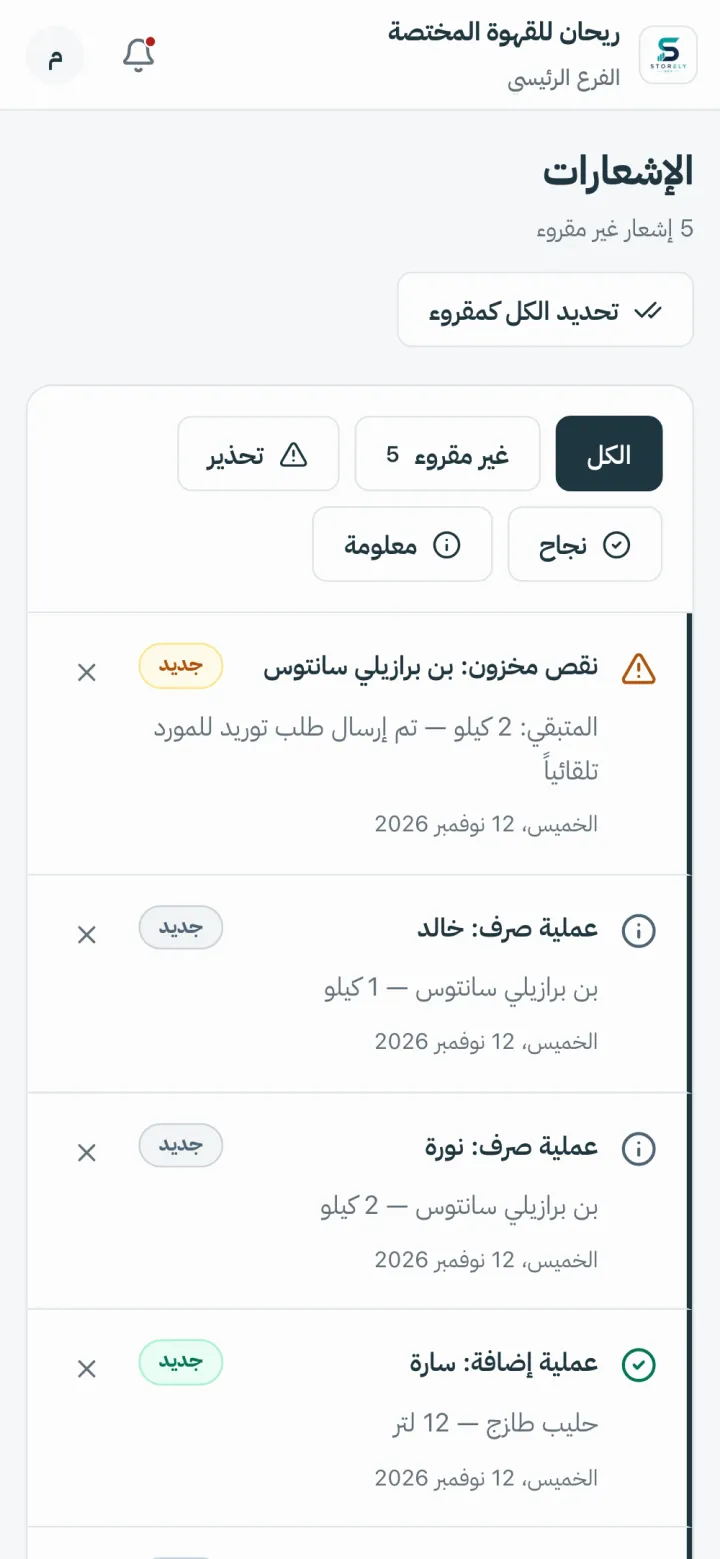 ريحان للقهوة المختصة
الفرع الرئيسي
STORELY
م
الإشعارات
5 إشعار غير مقروء
تحديد الكل كمقروء
الكل
غير مقروء 5
تحذير
نجاح
معلومة
نقص مخزون: بن برازيلي سانتوس
جديد
المتبقي: 2 كيلو — تم إرسال طلب توريد للمورد
تلقائياً
الخميس، 12 نوفمبر 2026
عملية صرف: خالد
جديد
بن برازيلي سانتوس — 1 كيلو
الخميس، 12 نوفمبر 2026
عملية صرف: نورة
جديد
بن برازيلي سانتوس — 2 كيلو
الخميس، 12 نوفمبر 2026
عملية إضافة: سارة
جديد
حليب طازج — 12 لتر
الخميس، 12 نوفمبر 2026